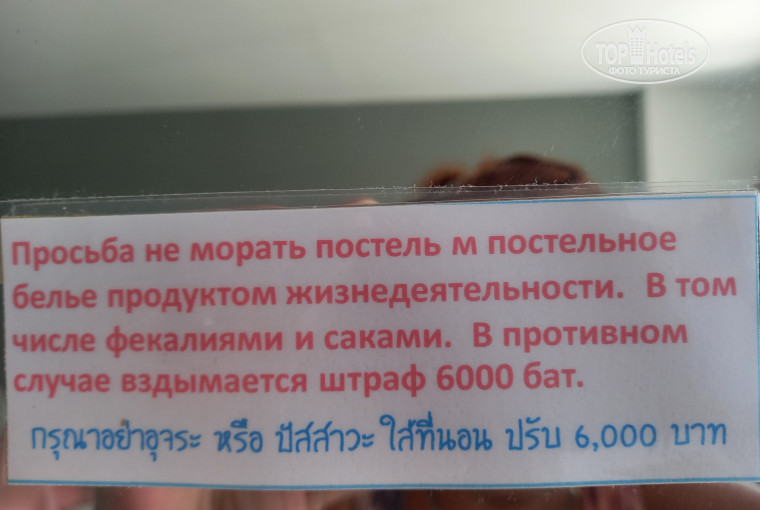 TOP Hotels
ФОТО ТУРИСТА
Просьба не морать постель м постельное
белье продуктом жизнедеятельности. В том
числе фекалиями и саками. В противном
случае вздымается штраф 6000 бат.
กรุณาอย่าอุจระ หรือ ปัสสาวะ ใส่ที่นอน ปรับ 6,000 บาท